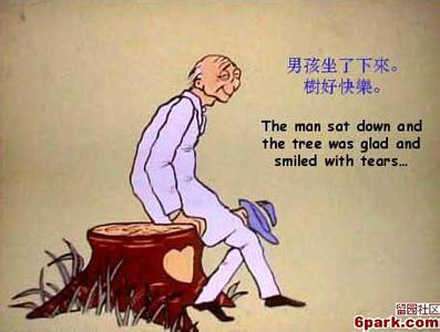 男孩坐了下來。
樹好快樂。
The man sat down and
the tree was glad and
smiled with tears...
留园社区
6park.com